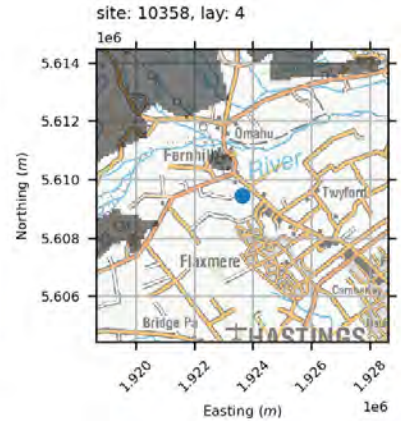 site: 10358, lay: 4
1e6
5.614
5.612
5.610
5.608
5.606
Northing (m)
Omahu
Fernhill
River
Twyford
Flaxmere
Bridge Pa
HASTINGS
1.920
1.922
1.924
1.926
1.928
1e6
Easting (m)